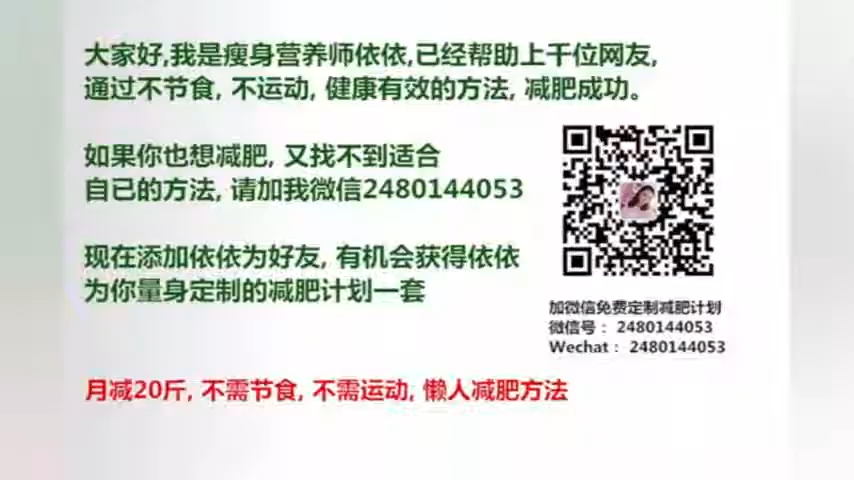 大家好,我是瘦身营养师依依,已经帮助上千位网友,
通过不节食, 不运动, 健康有效的方法, 减肥成功。
如果你也想减肥, 又找不到适合
自己的方法, 请加我微信2480144053
现在添加依依为好友, 有机会获得依依
为你量身定制的减肥计划一套
加微信免费定制减肥计划
微信号： 2480144053
Wechat： 2480144053
月减20斤, 不需节食, 不需运动, 懒人减肥方法